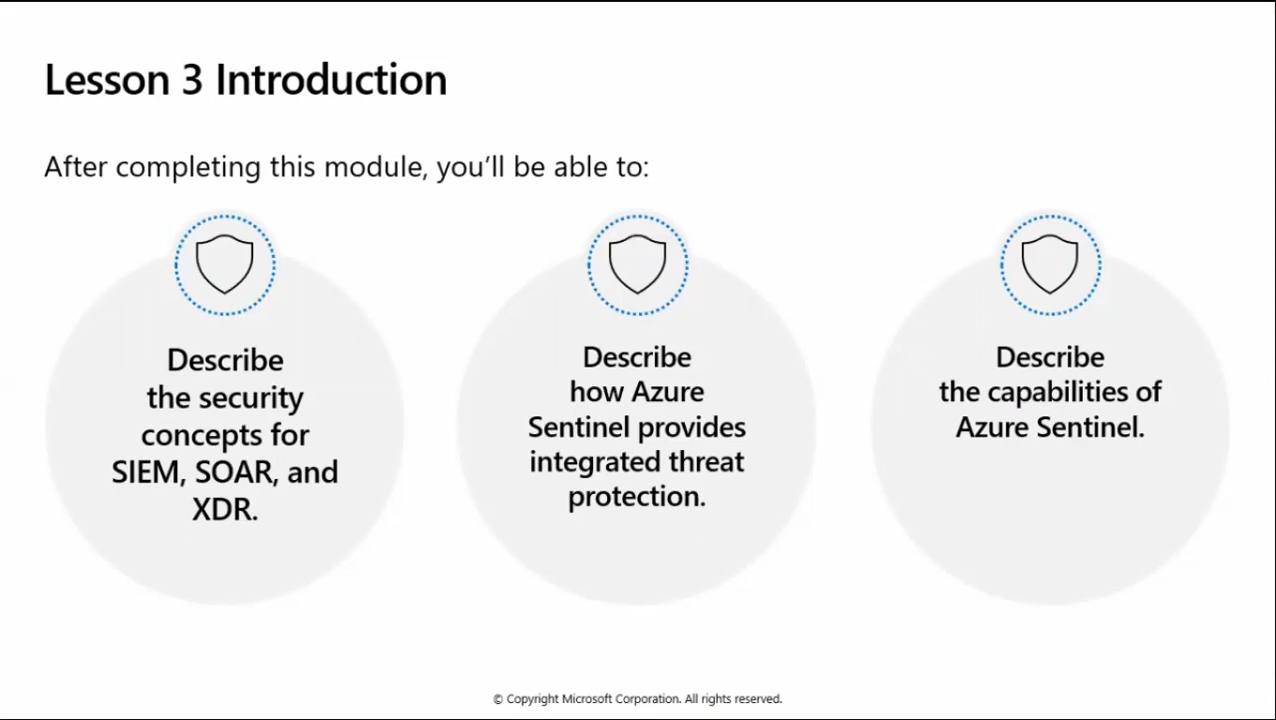 Lesson 3 Introduction
After completing this module, you’ll be able to:
Describe
the security
concepts for
SIEM, SOAR, and
XDR.
Describe
how Azure
Sentinel provides
integrated threat
protection.
Describe
the capabilities of
Azure Sentinel.
© Copyright Microsoft Corporation. All rights reserved.